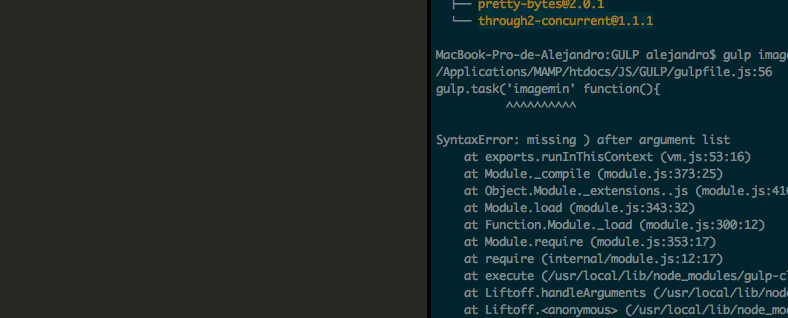 ├── pretty-bytes@2.0.1
└── through2-concurrent@1.1.1
MacBook-Pro-de-Alejandro:GULP alejandro$ gulp imag
/Applications/MAMP/htdocs/JS/GULP/gulpfile.js:56
gulp.task('imagemin' function(){
^^^^^^^^^^
SyntaxError: missing ) after argument list
at exports.runInThisContext (vm.js:53:16)
at Module._compile (module.js:373:25)
at Object.Module._extensions..js (module.js:416
at Module.load (module.js:343:32)
at Function.Module._load (module.js:300:12)
at Module.require (module.js:353:17)
at require (internal/module.js:12:17)
at execute (/usr/local/lib/node_modules/gulp-c
at Liftoff.handleArguments (/usr/local/lib/nod
at Liftoff.<anonymous> (/usr/local/lib/node_mo